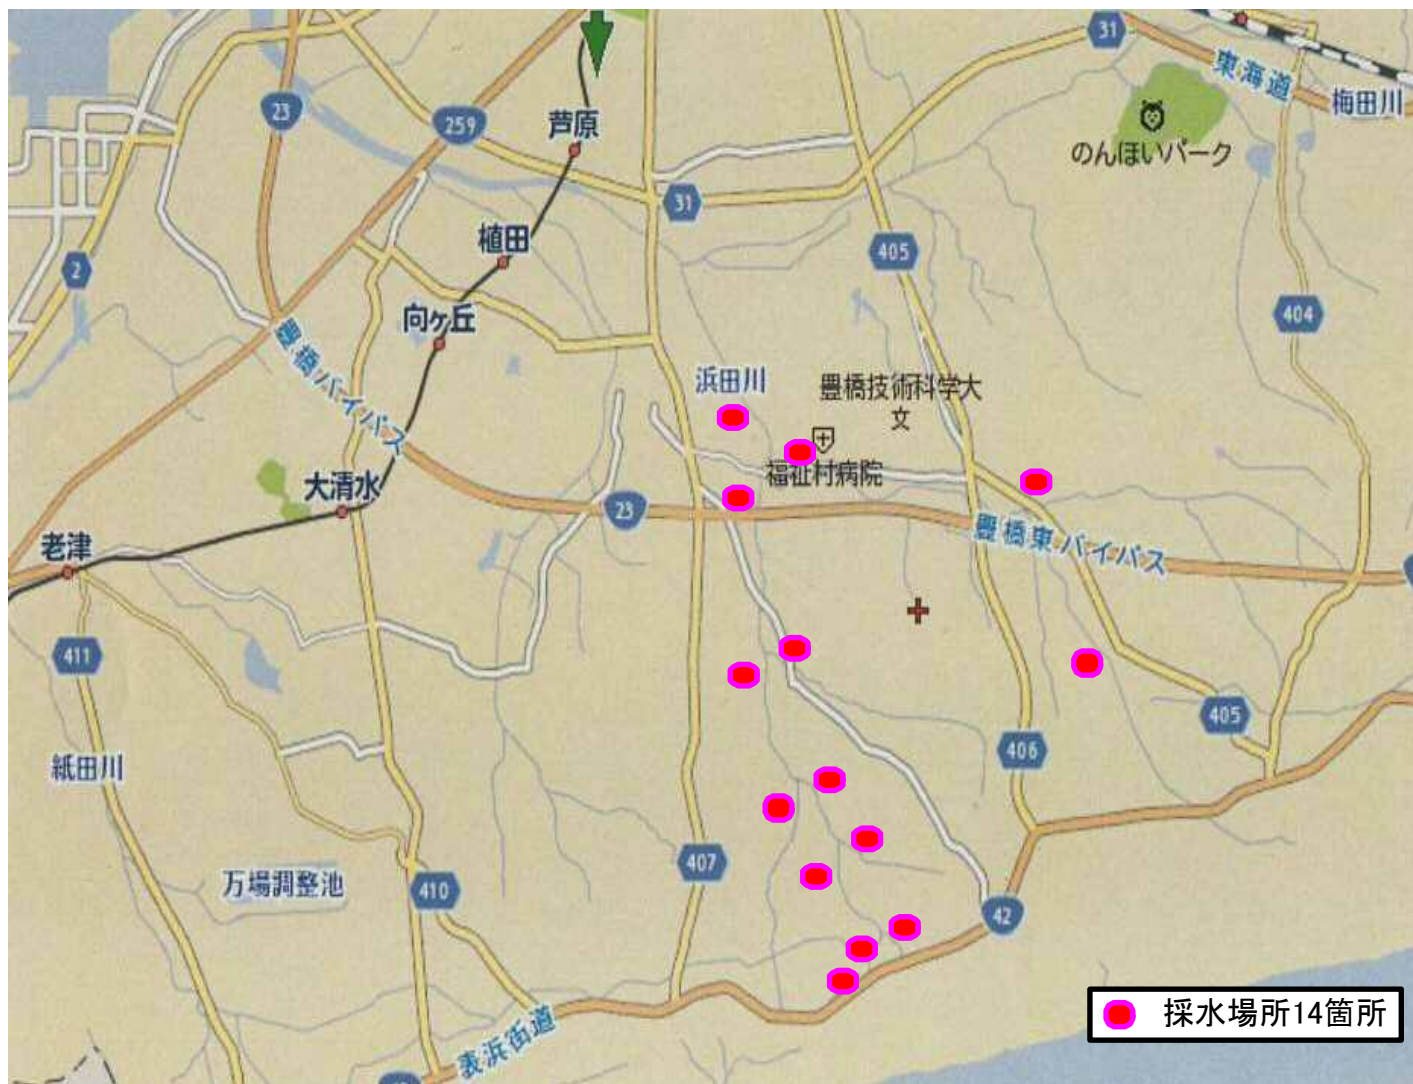 31
東海道
梅田川
23
259
芦原
のんほいパーク
31
植田
405
2
向ヶ丘
404
豊橋バイパス
浜田川
豊橋技術科学大
文
福祉村病院
大清水
23
豊橋東バイパス
老津
411
405
406
紙田川
407
万場調整池
410
42
採水場所14箇所
表浜街道